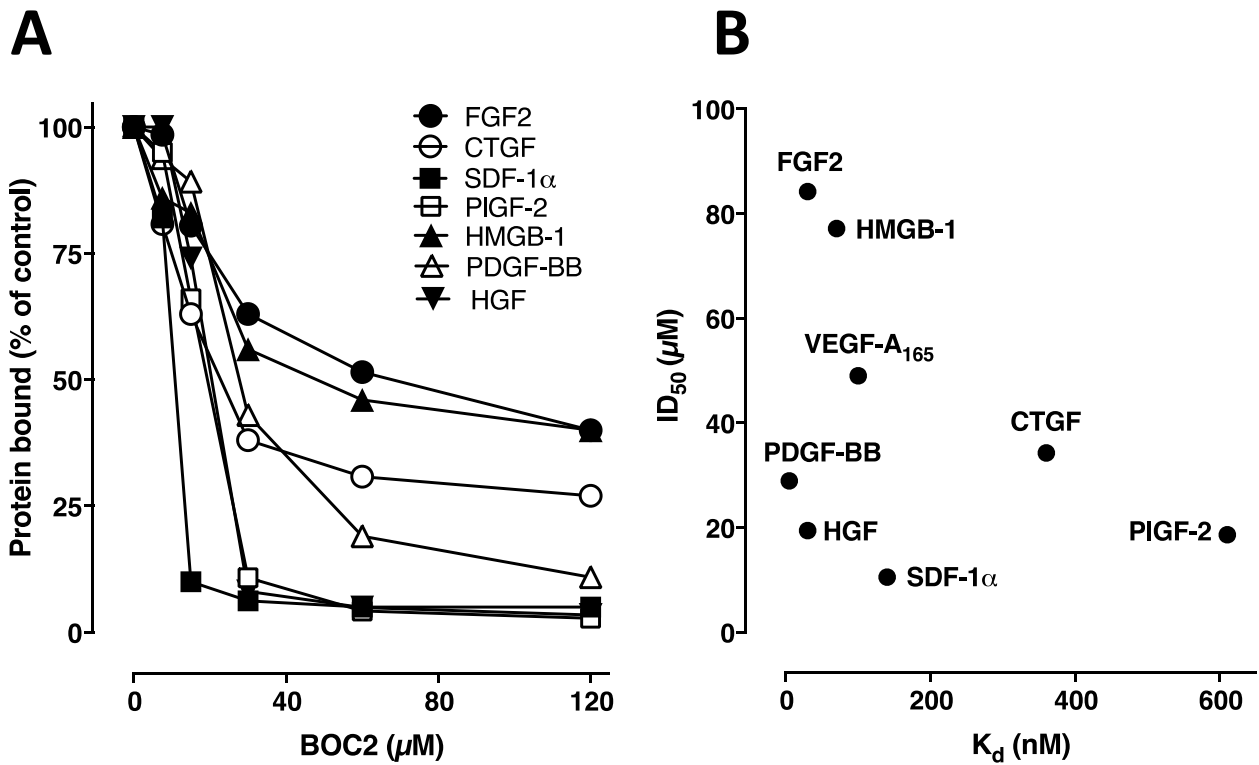 A
Protein bound (% of control)
100
75
50
25
0
0 40 80 120
BOC2 (µM)
FGF2
CTGF
SDF-1α
PlGF-2
HMGB-1
PDGF-BB
HGF
B
ID50 (µM)
100
80
60
40
20
0
0 200 400 600
Kd (nM)
FGF2
HMGB-1
VEGF-A165
CTGF
PDGF-BB
HGF
PlGF-2
SDF-1α